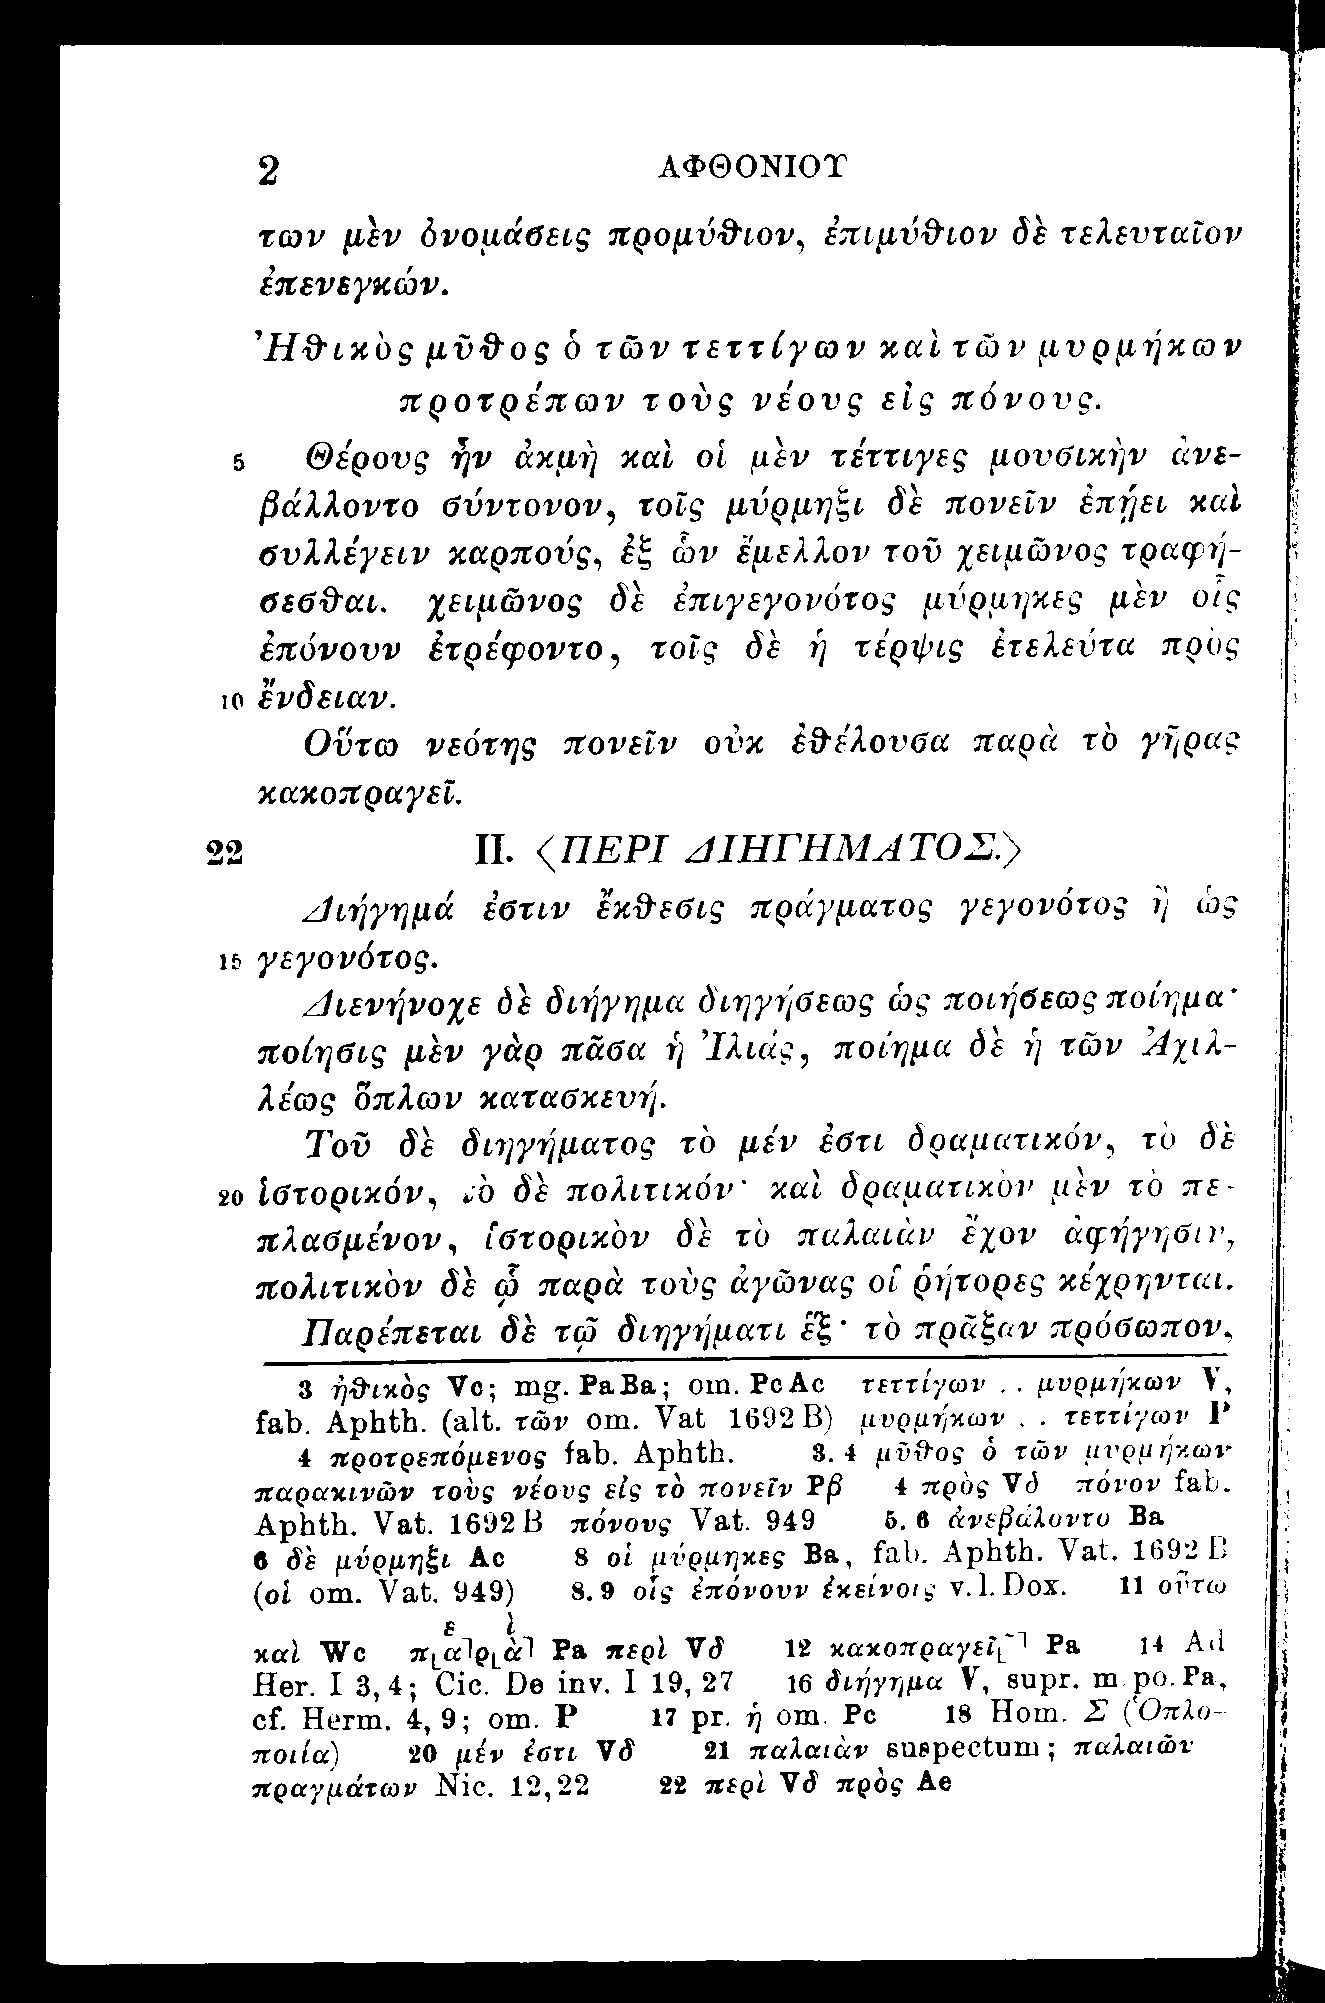 2 ΑΦΘΟΝΙΟΥ
των μὲν ὀνομάσεις προμύθιον, ἐπιμύθιον δὲ τελευταῖον
ἐπενεγκών.
Ἠθικὸς μῦθος ὁ τῶν τεττίγων καὶ τῶν μυρμήκων
προτρέπων τοὺς νέους εἰς πόνους.
5 Θέρους ἦν ἀκμὴ καὶ οἱ μὲν τέττιγες μουσικὴν ἀνε-
βάλλοντο σύντονον, τοῖς μύρμηξι δὲ πονεῖν ἐπῄει καὶ
συλλέγειν καρπούς, ἐξ ὧν ἔμελλον τοῦ χειμῶνος τραφή-
σεσθαι. χειμῶνος δὲ ἐπιγεγονότος μύρμηκες μὲν οἷς
ἐπόνουν ἐτρέφοντο, τοῖς δὲ ἡ τέρψις ἐτελεύτα πρὸς
10 ἔνδειαν.
Οὕτω νεότης πονεῖν οὐκ ἐθέλουσα παρὰ τὸ γῆρας
κακοπραγεῖ.
22 II. ⟨ΠΕΡΙ ΔΙΗΓΗΜΑΤΟΣ.⟩
Διήγημά ἐστιν ἔκθεσις πράγματος γεγονότος ἢ ὡς
15 γεγονότος.
Διενήνοχε δὲ διήγημα διηγήσεως ὡς ποιήσεως ποίημα·
ποίησις μὲν γὰρ πᾶσα ἡ Ἰλιάς, ποίημα δὲ ἡ τῶν Ἀχιλ-
λέως ὅπλων κατασκευή.
Τοῦ δὲ διηγήματος τὸ μέν ἐστι δραματικόν, τὸ δὲ
20 ἱστορικόν, τὸ δὲ πολιτικόν· καὶ δραματικὸν μὲν τὸ πε-
πλασμένον, ἱστορικὸν δὲ τὸ παλαιὰν ἔχον ἀφήγησιν,
πολιτικὸν δὲ ᾧ παρὰ τοὺς ἀγῶνας οἱ ῥήτορες κέχρηνται.
Παρέπεται δὲ τῷ διηγήματι ἕξ· τὸ πρᾶξαν πρόσωπον,
3 ἠθικὸς Vc; mg. PaBa; om. PcAc τεττίγων .. μυρμήκων V,
fab. Aphth. (alt. τῶν om. Vat 1692 B) μυρμήκων .. τεττίγων P
4 προτρεπόμενος fab. Aphth. 3. 4 μῦθος ὁ τῶν μυρμήκων
παρακινῶν τοὺς νέους εἰς τὸ πονεῖν Pβ 4 πρὸς Vδ πόνον fab.
Aphth. Vat. 1692 B πόνους Vat. 949 5. 6 ἀνεβάλοντο Ba
6 δὲ μύρμηξι Ac 8 οἱ μύρμηκες Ba, fab. Aphth. Vat. 1692 B
(οἱ om. Vat. 949) 8. 9 οἷς ἐπόνουν ἐκείνοις v. l. Dox. 11 οὕτω
ε ὶ
καὶ Wc π⌊α⌉ρ⌊ὰ⌉ Pa περὶ Vδ 12 κακοπραγεῖ⌊ ⌉ Pa 14 Ad
Her. I 3, 4; Cic. De inv. I 19, 27 16 διήγημα V, supr. m. po. Pa,
cf. Herm. 4, 9; om. P 17 pr. ἡ om. Pc 18 Hom. Σ (Ὁπλο-
ποιία) 20 μέν ἐστι Vδ 21 παλαιὰν suspectum; παλαιῶν
πραγμάτων Nic. 12, 22 22 περὶ Vδ πρὸς Ac